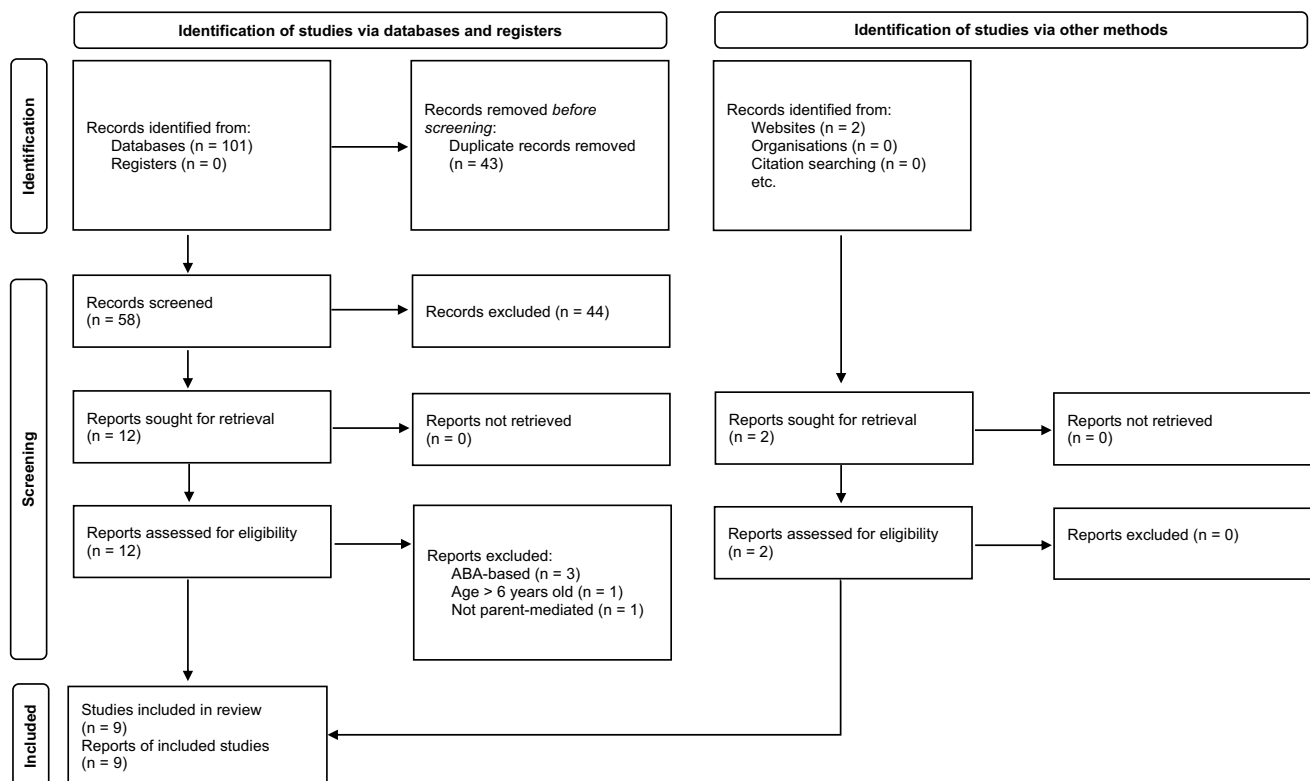 Identification of studies via databases and registers
Identification of studies via other methods
Identification
Records identified from:
Databases (n = 101)
Registers (n = 0)
Records removed before
screening:
Duplicate records removed
(n = 43)
Records identified from:
Websites (n = 2)
Organisations (n = 0)
Citation searching (n = 0)
etc.
Screening
Records screened
(n = 58)
Records excluded (n = 44)
Reports sought for retrieval
(n = 12)
Reports not retrieved
(n = 0)
Reports sought for retrieval
(n = 2)
Reports not retrieved
(n = 0)
Reports assessed for eligibility
(n = 12)
Reports excluded:
ABA-based (n = 3)
Age > 6 years old (n = 1)
Not parent-mediated (n = 1)
Reports assessed for eligibility
(n = 2)
Reports excluded (n = 0)
Included
Studies included in review
(n = 9)
Reports of included studies
(n = 9)